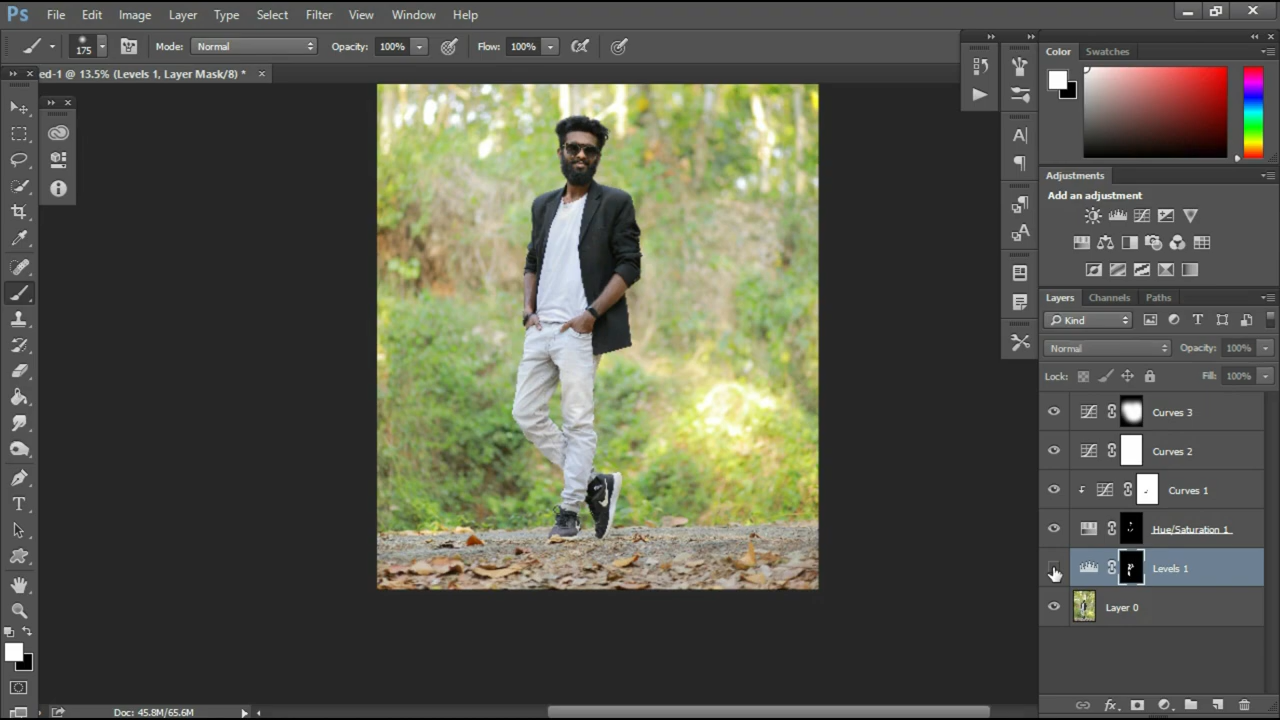 Ps File Edit Image Layer Type Select Filter View Window Help
175 Mode: Normal Opacity: 100% Flow: 100%
ed-1 @ 13.5% (Levels 1, Layer Mask/8) *
Color Swatches
Adjustments
Add an adjustment
Layers Channels Paths
Kind
Normal Opacity: 100%
Lock: Fill: 100%
Curves 3
Curves 2
Curves 1
Hue/Saturation 1
Levels 1
Layer 0
Doc: 45.8M/65.6M